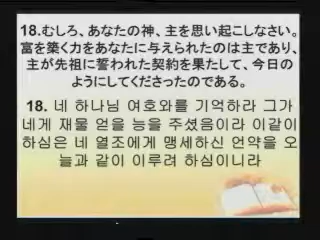 18.むしろ、あなたの神、主を思い起こしなさい。
富を築く力をあなたに与えられたのは主であり、
主が先祖に誓われた契約を果たして、今日の
ようにしてくださったのである。
18. 네 하나님 여호와를 기억하라 그가
네게 재물 얻을 능을 주셨음이라 이같이
하심은 네 열조에게 맹세하신 언약을 오
늘과 같이 이루려 하심이니라